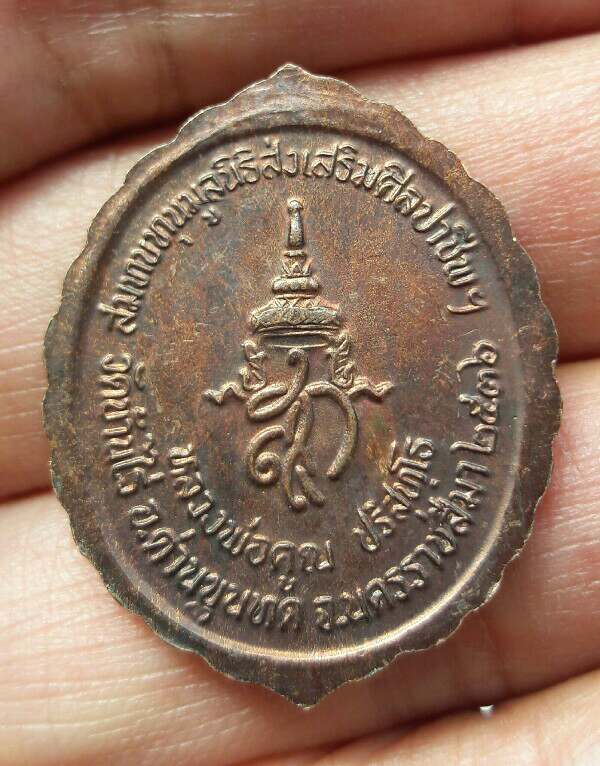 สมทบทุนมูลนิธิส่งเสริมศิลปาชีพฯ
สก
หลวงพ่อคูณ ปริสุทฺโธ
วัดบ้านไร่ อ.ด่านขุนทด จ.นครราชสีมา ๒๕๓๖